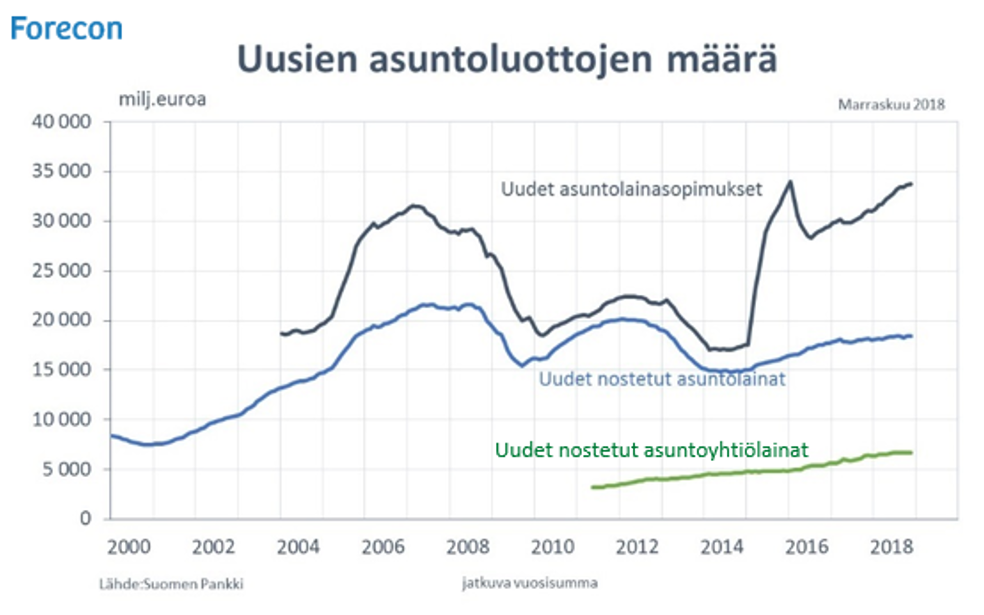 Forecon
Uusien asuntoluottojen määrä
milj.euroa
Marraskuu 2018
40 000
35 000
Uudet asuntolainasopimukset
30 000
25 000
20 000
15 000
Uudet nostetut asuntolainat
10 000
Uudet nostetut asuntoyhtiölainat
5 000
0
2000 2002 2004 2006 2008 2010 2012 2014 2016 2018
Lähde:Suomen Pankki
jatkuva vuosisumma